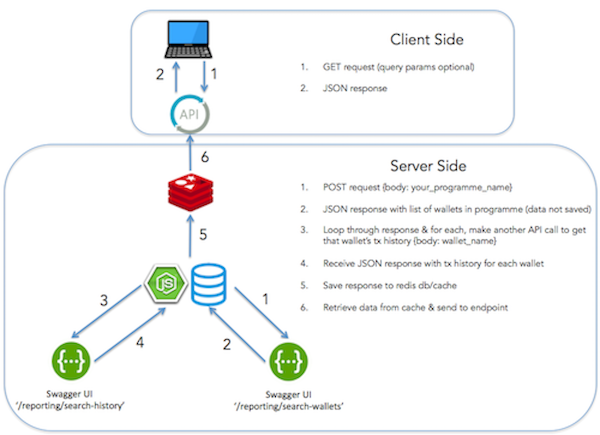 Client Side
1. GET request (query params optional)
2. JSON response
2
1
API
6
Server Side
1. POST request {body: your_programme_name}
2. JSON response with list of wallets in programme (data not saved)
3. Loop through response & for each, make another API call to get
that wallet's tx history {body: wallet_name}
4. Receive JSON response with tx history for each wallet
5. Save response to redis db/cache
6. Retrieve data from cache & send to endpoint
5
JS
3
4
1
2
{...}
{...}
Swagger UI
'/reporting/search-history'
Swagger UI
'/reporting/search-wallets'